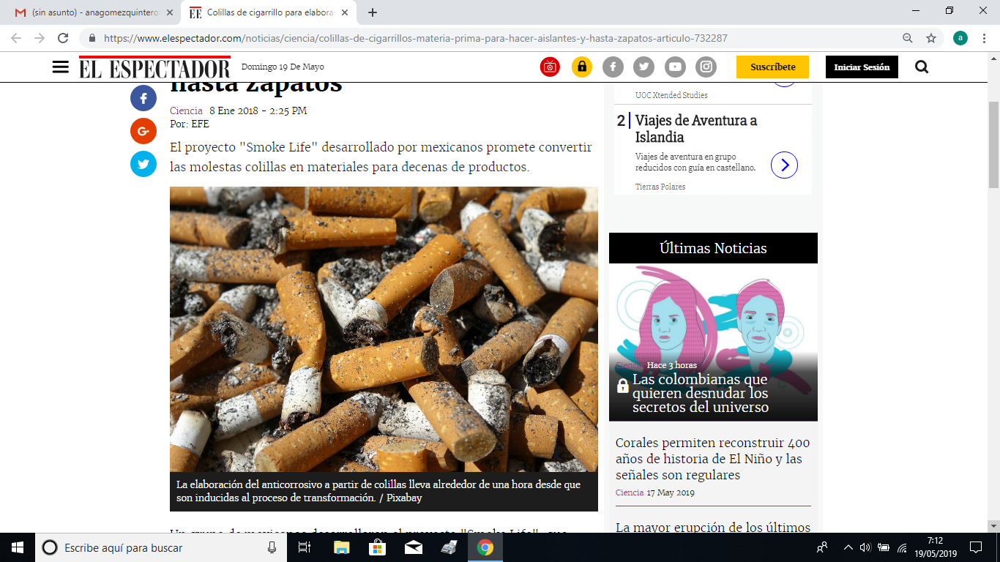 (sin asunto) - anagomezquintero
Colillas de cigarrillo para elabora
https://www.elespectador.com/noticias/ciencia/colillas-de-cigarrillos-materia-prima-para-hacer-aislantes-y-hasta-zapatos-articulo-732287
a
EL ESPECTADOR
Domingo 19 De Mayo
Suscríbete
Iniciar Sesión
hasta zapatos
Ciencia 8 Ene 2018 - 2:25 PM
Por: EFE
El proyecto "Smoke Life" desarrollado por mexicanos promete convertir
las molestas colillas en materiales para decenas de productos.
La elaboración del anticorrosivo a partir de colillas lleva alrededor de una hora desde que
son inducidas al proceso de transformación. / Pixabay
Un grupo de mexicanos desarrollaron el proyecto "Smoke Life", que
UOC Xtended Studies
2 Viajes de Aventura a
Islandia
Viajes de aventura en grupo
reducidos con guía en castellano.
Tierras Polares
Últimas Noticias
Ciencia Hace 3 horas
Las colombianas que
quieren desnudar los
secretos del universo
Corales permiten reconstruir 400
años de historia de El Niño y las
señales son regulares
Ciencia 17 May 2019
La mayor erupción de los últimos
Escribe aquí para buscar
7:12
19/05/2019